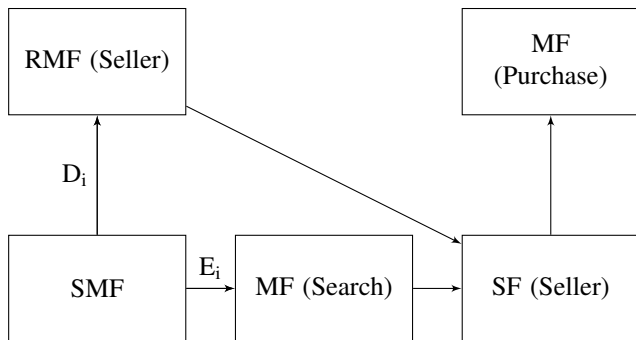 RMF (Seller)
MF
(Purchase)
Dᵢ
SMF
Eᵢ
MF (Search)
SF (Seller)